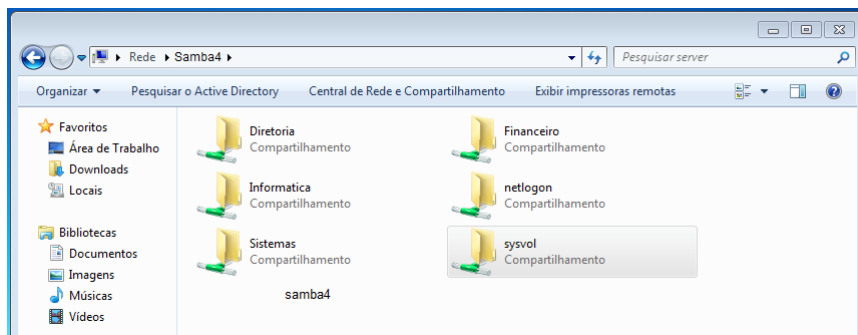 Rede Samba4
Pesquisar server
Organizar Pesquisar o Active Directory Central de Rede e Compartilhamento Exibir impressoras remotas
Favoritos
Área de Trabalho
Downloads
Locais
Bibliotecas
Documentos
Imagens
Músicas
Vídeos
Diretoria
Compartilhamento
Financeiro
Compartilhamento
Informatica
Compartilhamento
netlogon
Compartilhamento
Sistemas
Compartilhamento
sysvol
Compartilhamento
samba4